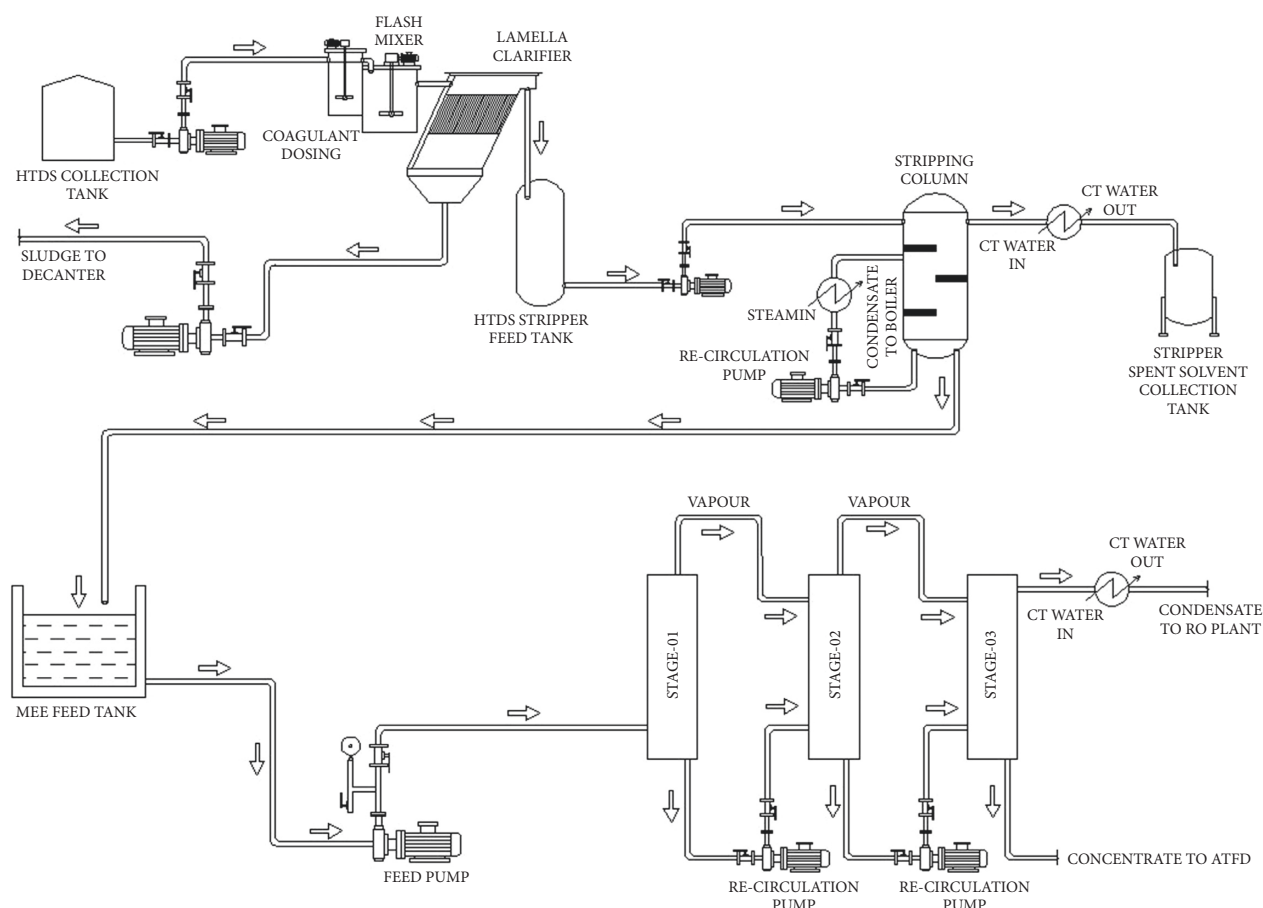 FLASH
MIXER
LAMELLA
CLARIFIER
COAGULANT
DOSING
HTDS COLLECTION
TANK
STRIPPING
COLUMN
CT WATER
OUT
CT WATER
IN
SLUDGE TO
DECANTER
HTDS STRIPPER
FEED TANK
STEAMIN
CONDENSATE
TO BOILER
RE-CIRCULATION
PUMP
STRIPPER
SPENT SOLVENT
COLLECTION
TANK
VAPOUR
VAPOUR
CT WATER
OUT
CT WATER
IN
CONDENSATE
TO RO PLANT
STAGE-01
STAGE-02
STAGE-03
MEE FEED TANK
FEED PUMP
RE-CIRCULATION
PUMP
RE-CIRCULATION
PUMP
CONCENTRATE TO ATFD